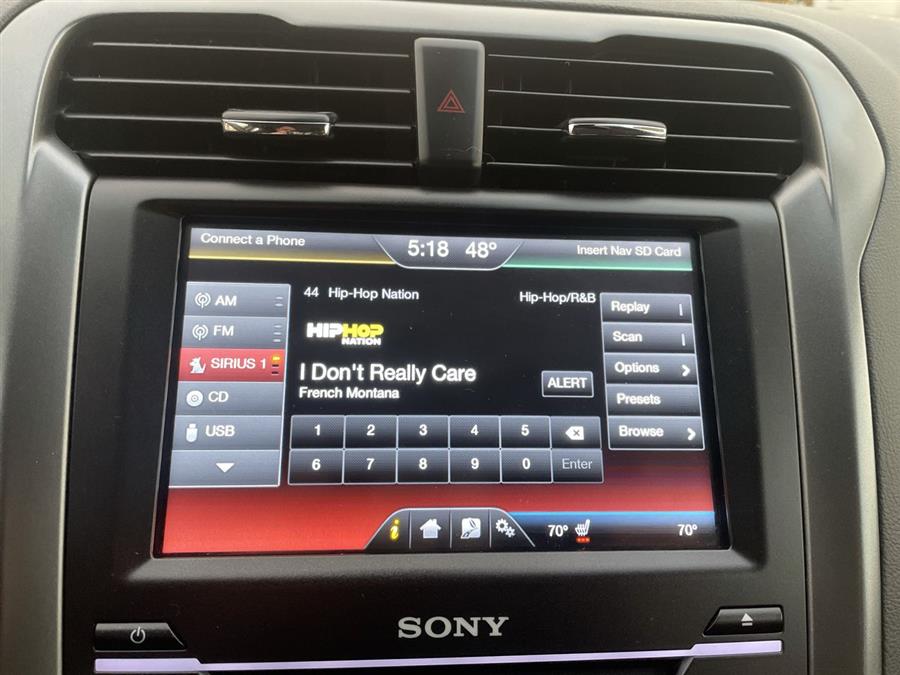 Connect a Phone
5:18 48°
Insert Nav SD Card
AM
FM
SIRIUS 1
CD
USB
44 Hip-Hop Nation
Hip-Hop/R&B
HIPHOP
NATION
I Don't Really Care
French Montana
ALERT
1 2 3 4 5
6 7 8 9 0 Enter
Replay
Scan
Options
Presets
Browse
i
70°
70°
SONY